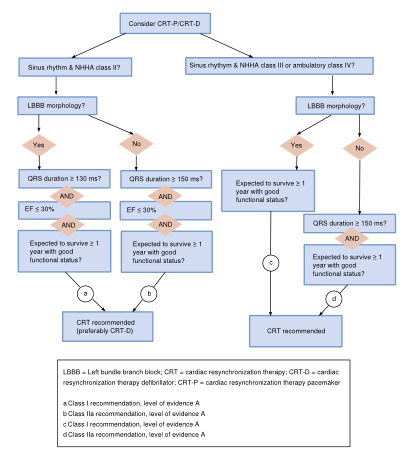 Consider CRT-P/CRT-D
Sinus rhythm & NHHA class II?
Sinus rhythym & NHHA class III or ambulatory class IV?
LBBB morphology?
LBBB morphology?
Yes
No
Yes
No
QRS duration ≥ 130 ms?
AND
EF ≤ 30%
AND
Expected to survive ≥ 1
year with good
functional status?
QRS duration ≥ 150 ms?
AND
EF ≤ 30%
AND
Expected to survive ≥ 1
year with good
functional status?
Expected to survive ≥ 1
year with good
functional status?
QRS duration ≥ 150 ms?
AND
Expected to survive ≥ 1
year with good
functional status?
a
b
c
d
CRT recommended
(preferably CRT-D)
CRT recommended
LBBB = Left bundle branch block; CRT = cardiac resynchronization therapy; CRT-D = cardiac
resynchronization therapy defibrillator; CRT-P = cardiac resynchronization therapy pacemaker
a Class I recommendation, level of evidence A
b Class IIa recommendation, level of evidence A
c Class I recommendation, level of evidence A
d Class IIa recommendation, level of evidence A